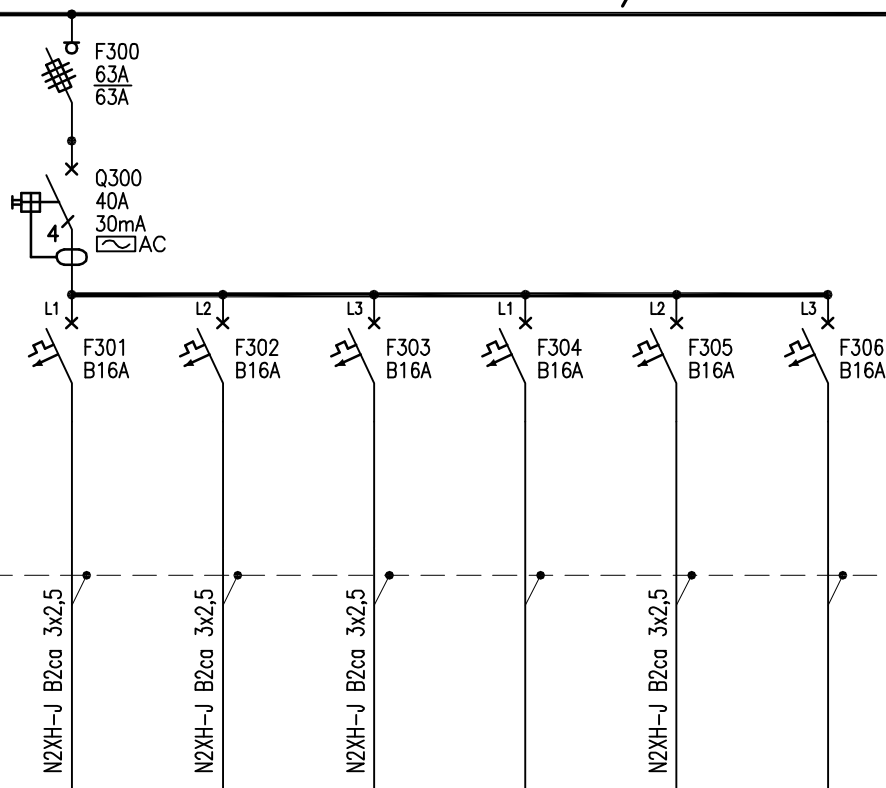 F300
63A
63A
Q300
40A
30mA
4
AC
L1
L2
L3
L1
L2
L3
F301
B16A
F302
B16A
F303
B16A
F304
B16A
F305
B16A
F306
B16A
N2XH-J B2ca 3x2,5
N2XH-J B2ca 3x2,5
N2XH-J B2ca 3x2,5
N2XH-J B2ca 3x2,5